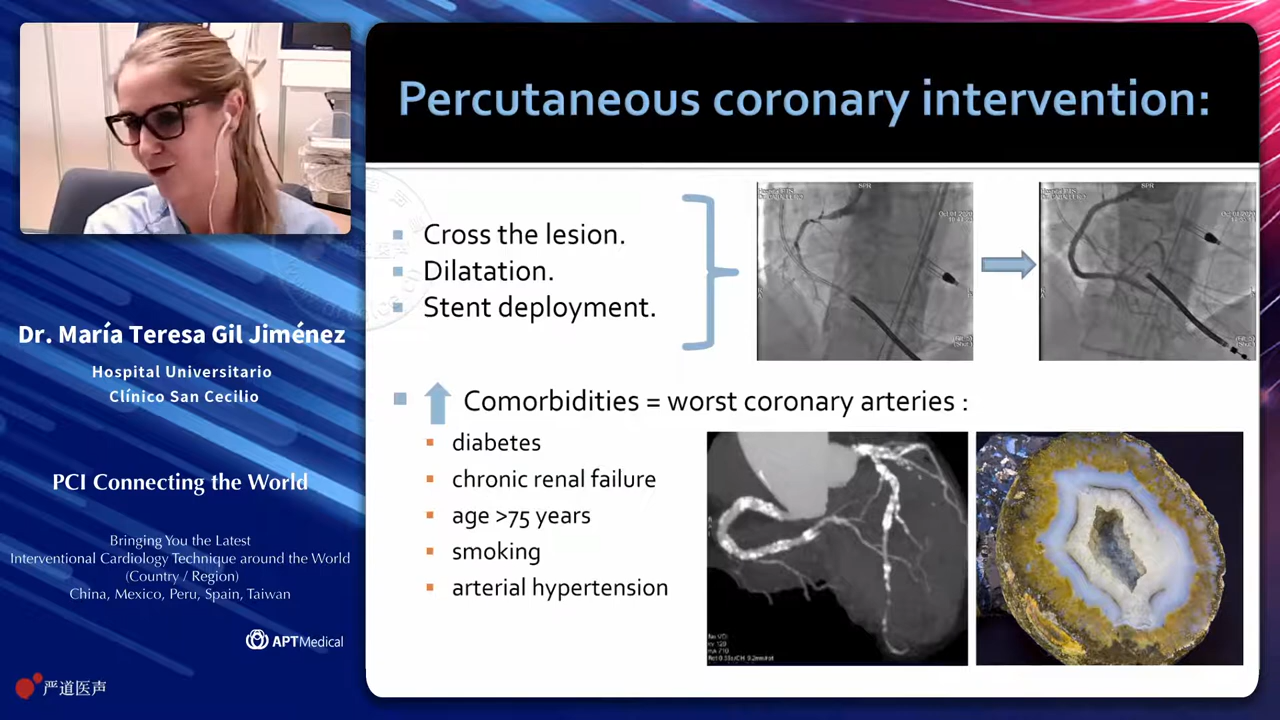 Percutaneous coronary intervention:
Cross the lesion.
Dilatation.
Stent deployment.
SPR
SPR
Comorbidities = worst coronary arteries :
diabetes
chronic renal failure
age >75 years
smoking
arterial hypertension
Dr. María Teresa Gil Jiménez
Hospital Universitario
Clínico San Cecilio
PCI Connecting the World
Bringing You the Latest
Interventional Cardiology Technique around the World
(Country / Region)
China, Mexico, Peru, Spain, Taiwan
APTMedical
严道医声